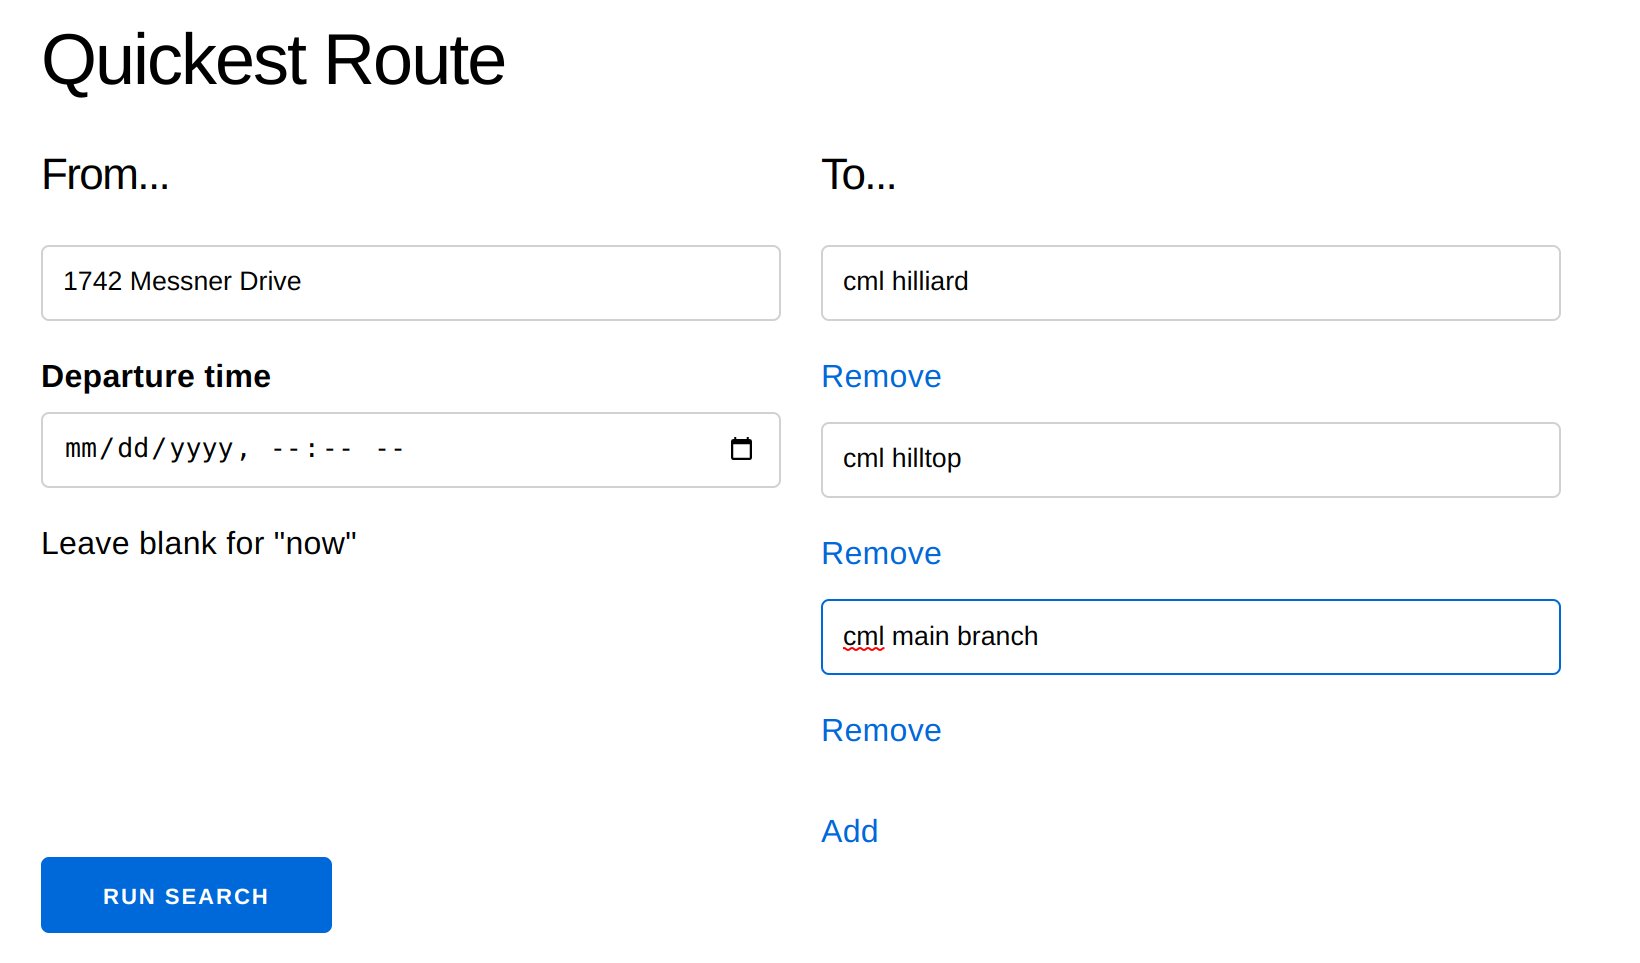 Quickest Route
From...
1742 Messner Drive
Departure time
mm/dd/yyyy, --:-- --
Leave blank for "now"
To...
cml hilliard
Remove
cml hilltop
Remove
cml main branch
Remove
Add
RUN SEARCH